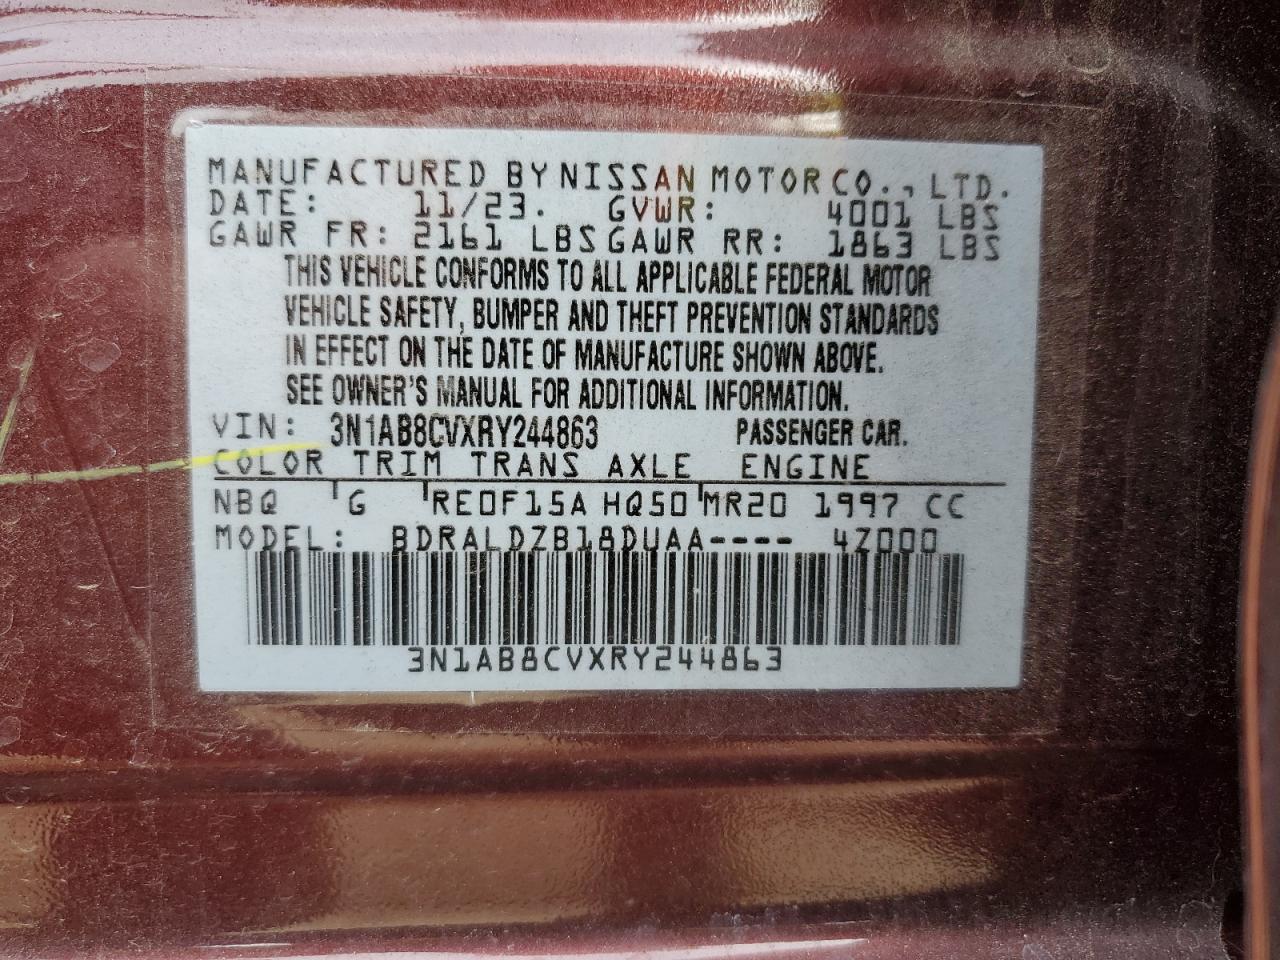 MANUFACTURED BY NISSAN MOTOR CO., LTD.
DATE: 11/23. GVWR: 4001 LBS
GAWR FR: 2161 LBS GAWR RR: 1863 LBS
THIS VEHICLE CONFORMS TO ALL APPLICABLE FEDERAL MOTOR
VEHICLE SAFETY, BUMPER AND THEFT PREVENTION STANDARDS
IN EFFECT ON THE DATE OF MANUFACTURE SHOWN ABOVE.
SEE OWNER'S MANUAL FOR ADDITIONAL INFORMATION.
VIN: 3N1AB8CVXRY244863 PASSENGER CAR.
COLOR TRIM TRANS AXLE ENGINE
NBQ G RE0F15A HQ50 MR20 1997 CC
MODEL: BDRALDZB18DUAA---- 4Z000
3N1AB8CVXRY244863